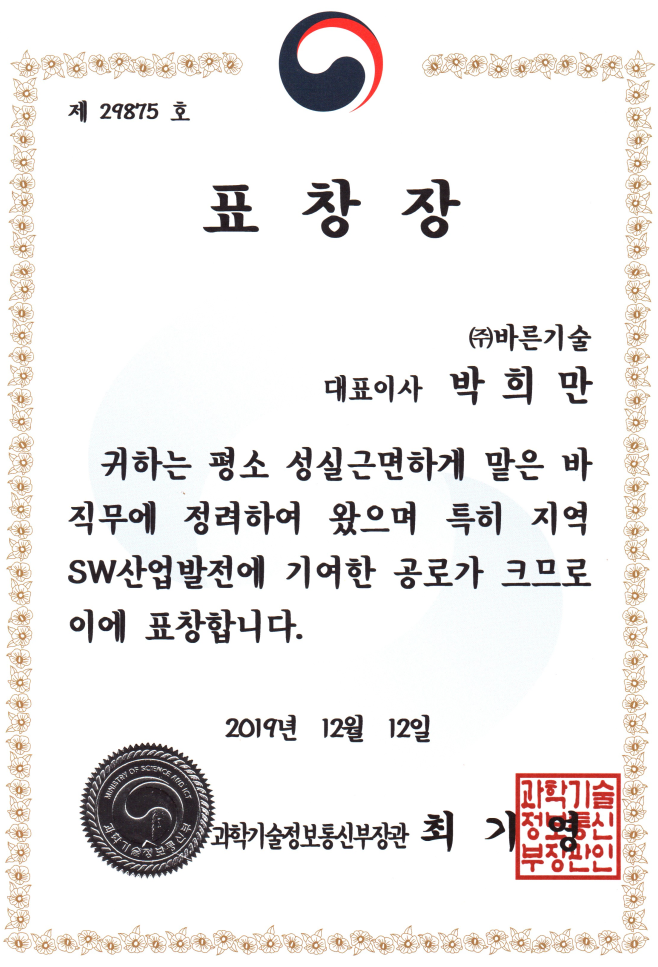 제 29875 호
표 창 장
㈜바른기술
대표이사 박 희 만
귀하는 평소 성실근면하게 맡은 바
직무에 정려하여 왔으며 특히 지역
SW산업발전에 기여한 공로가 크므로
이에 표창합니다.
2019년 12월 12일
MINISTRY OF SCIENCE AND ICT
과학기술정보통신부
과학기술정보통신부장관 최 기 영
과학기술
정보통신
부장관인